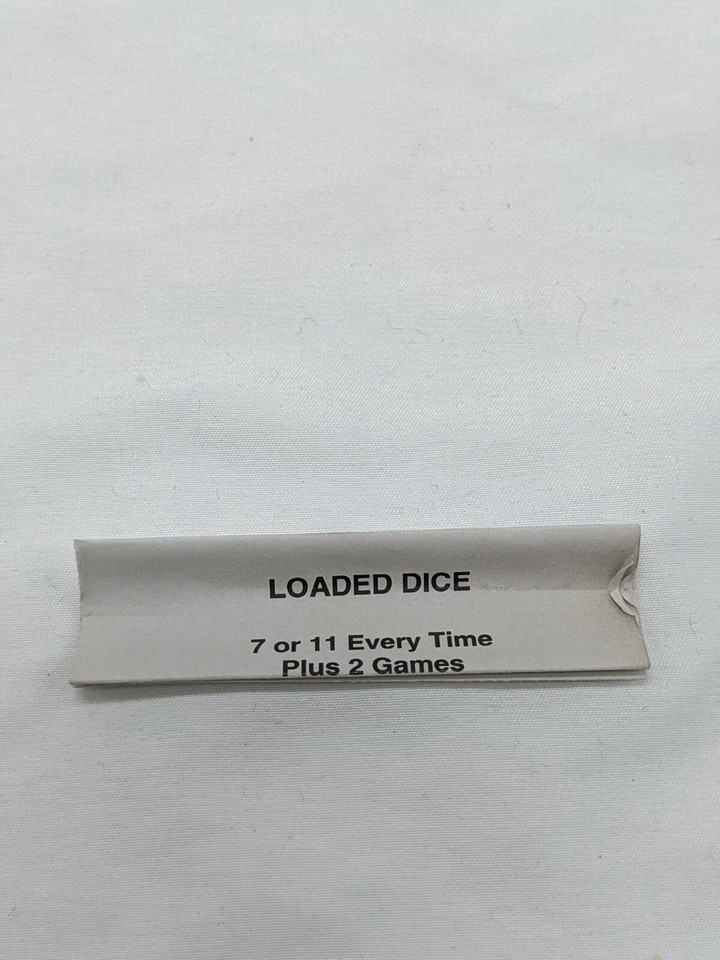 LOADED DICE
7 or 11 Every Time
Plus 2 Games